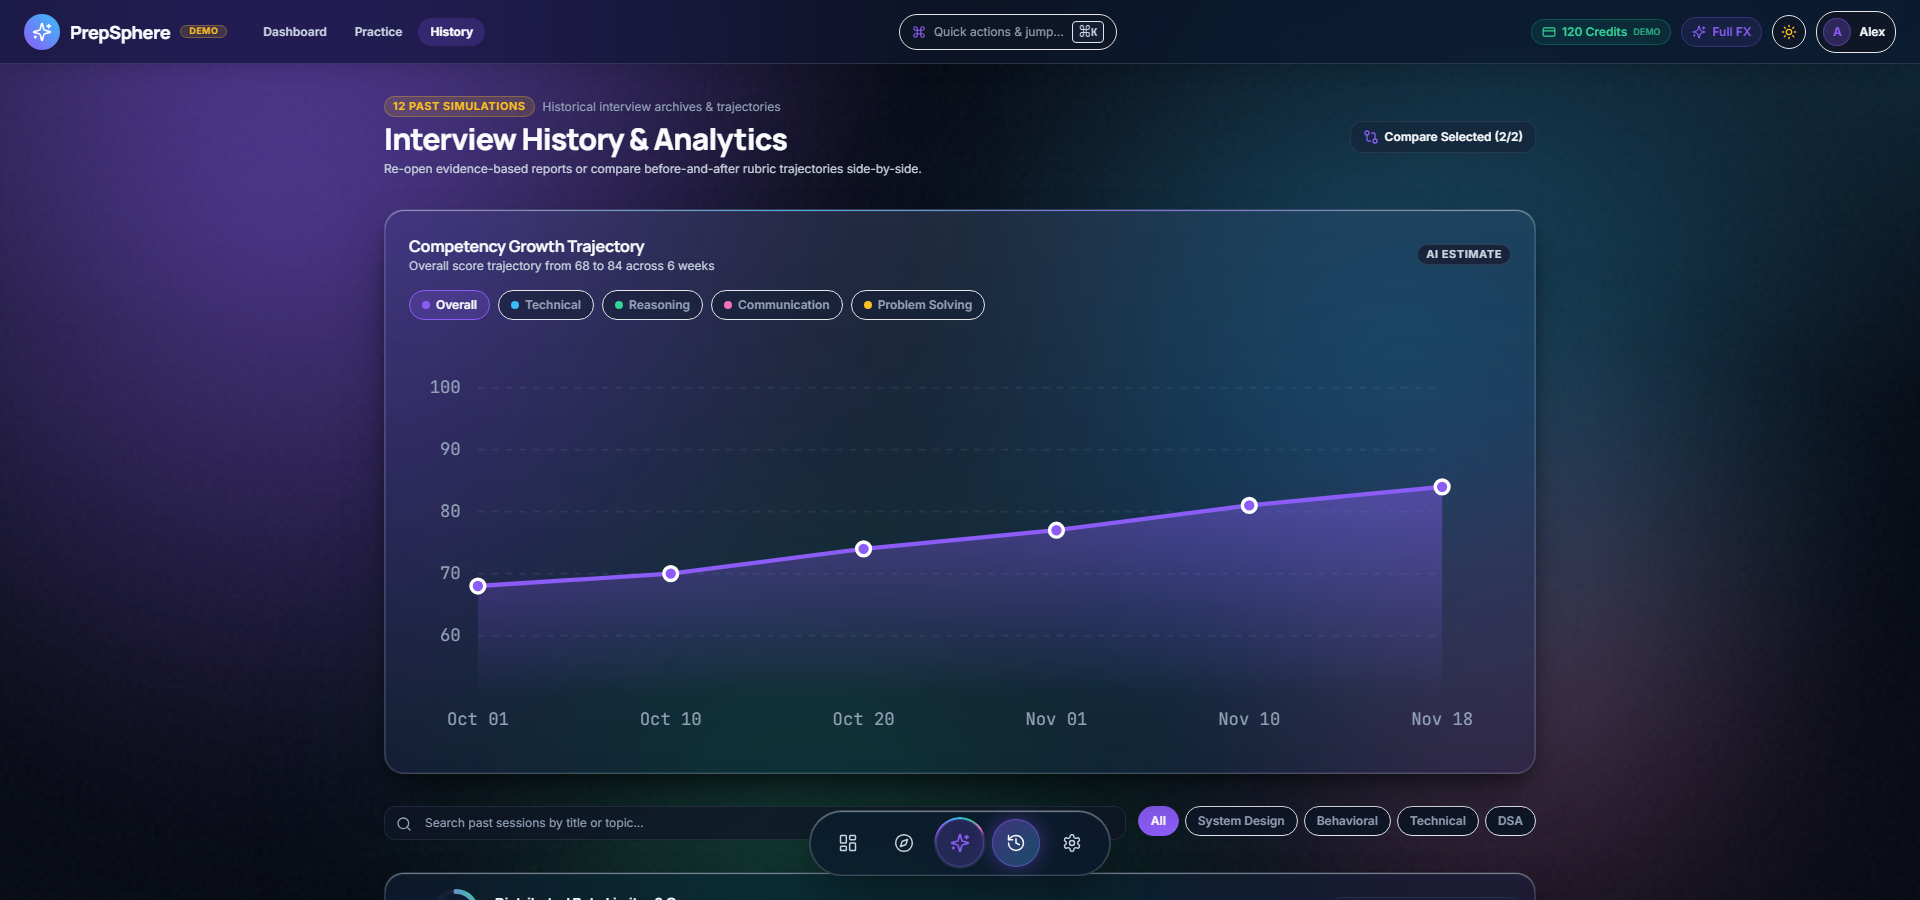 PrepSphere DEMO Dashboard Practice History Quick actions & jump... ⌘K 120 Credits DEMO Full FX A Alex
12 PAST SIMULATIONS Historical interview archives & trajectories
Interview History & Analytics
Compare Selected (2/2)
Re-open evidence-based reports or compare before-and-after rubric trajectories side-by-side.
Competency Growth Trajectory
AI ESTIMATE
Overall score trajectory from 68 to 84 across 6 weeks
Overall Technical Reasoning Communication Problem Solving
100
90
80
70
60
Oct 01 Oct 10 Oct 20 Nov 01 Nov 10 Nov 18
Search past sessions by title or topic...
All System Design Behavioral Technical DSA